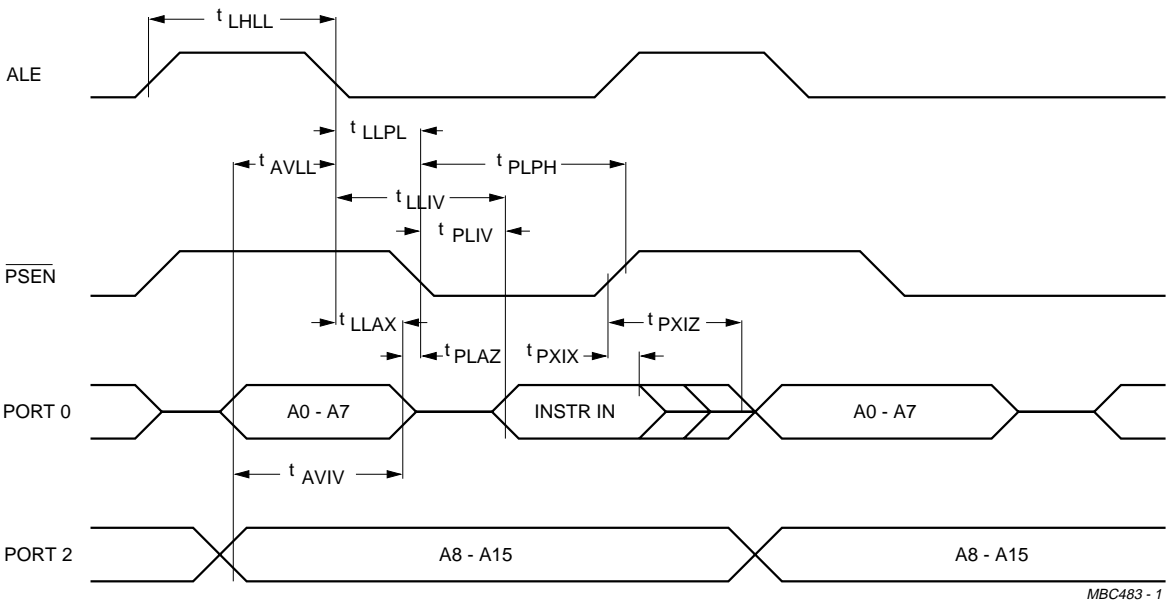 t LHLL
ALE
t LLPL
t AVLL
t PLPH
t LLIV
t PLIV
PSEN
t LLAX
t PXIZ
t PLAZ
t PXIX
PORT 0
A0 - A7
INSTR IN
A0 - A7
t AVIV
PORT 2
A8 - A15
A8 - A15
MBC483 - 1